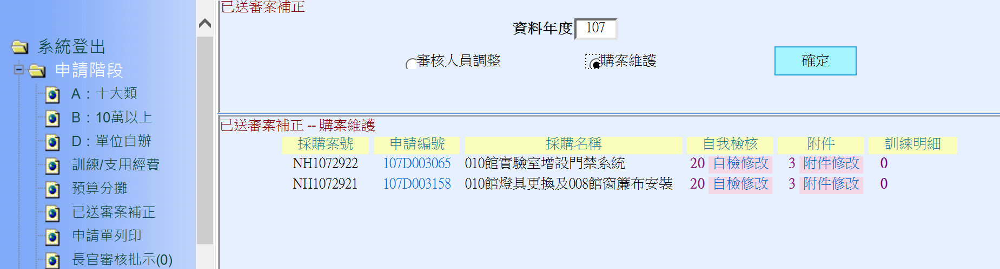 系統登出
申請階段
A：十大類
B：10萬以上
D：單位自辦
訓練/支用經費
預算分攤
已送審案補正
申請單列印
長官審核批示(0)
已送審案補正
資料年度 107
審核人員調整 購案維護 確定
已送審案補正 -- 購案維護
採購案號 申請編號 採購名稱 自我檢核 附件 訓練明細
NH1072922 107D003065 010館實驗室增設門禁系統 20 自檢修改 3 附件修改 0
NH1072921 107D003158 010館燈具更換及008館窗簾布安裝 20 自檢修改 3 附件修改 0